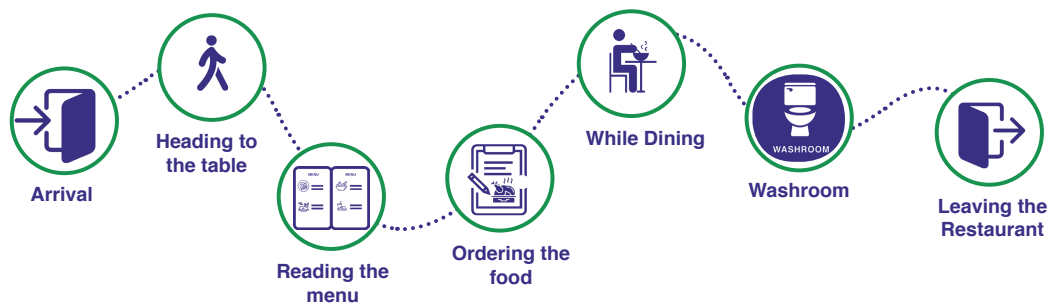 Arrival
Heading to
the table
MENU
MENU
Reading the
menu
Ordering the
food
While Dining
WASHROOM
Washroom
Leaving the
Restaurant